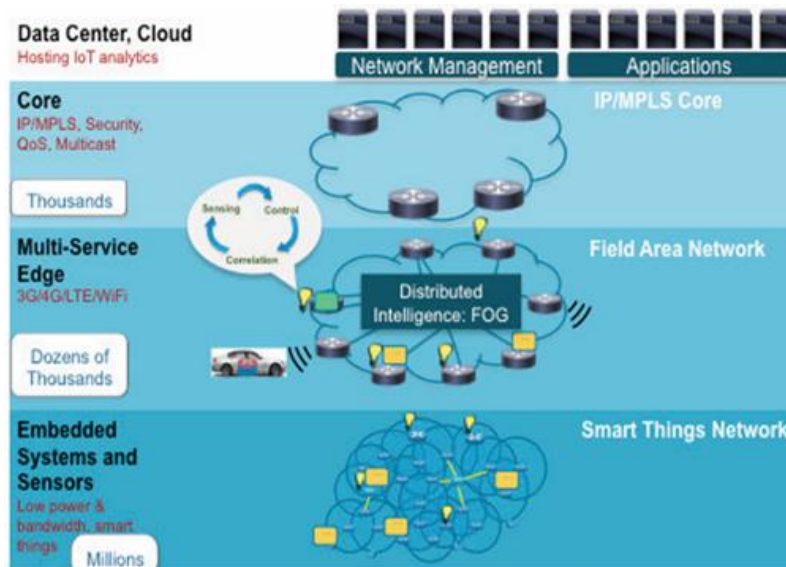 Data Center, Cloud
Hosting IoT analytics
Network Management
Applications
Core
IP/MPLS, Security,
QoS, Multicast
Thousands
IP/MPLS Core
Sensing
Control
Correlation
Multi-Service
Edge
3G/4G/LTE/WiFi
Dozens of
Thousands
Distributed
Intelligence: FOG
Field Area Network
Embedded
Systems and
Sensors
Low power &
bandwidth, smart
things
Millions
Smart Things Network